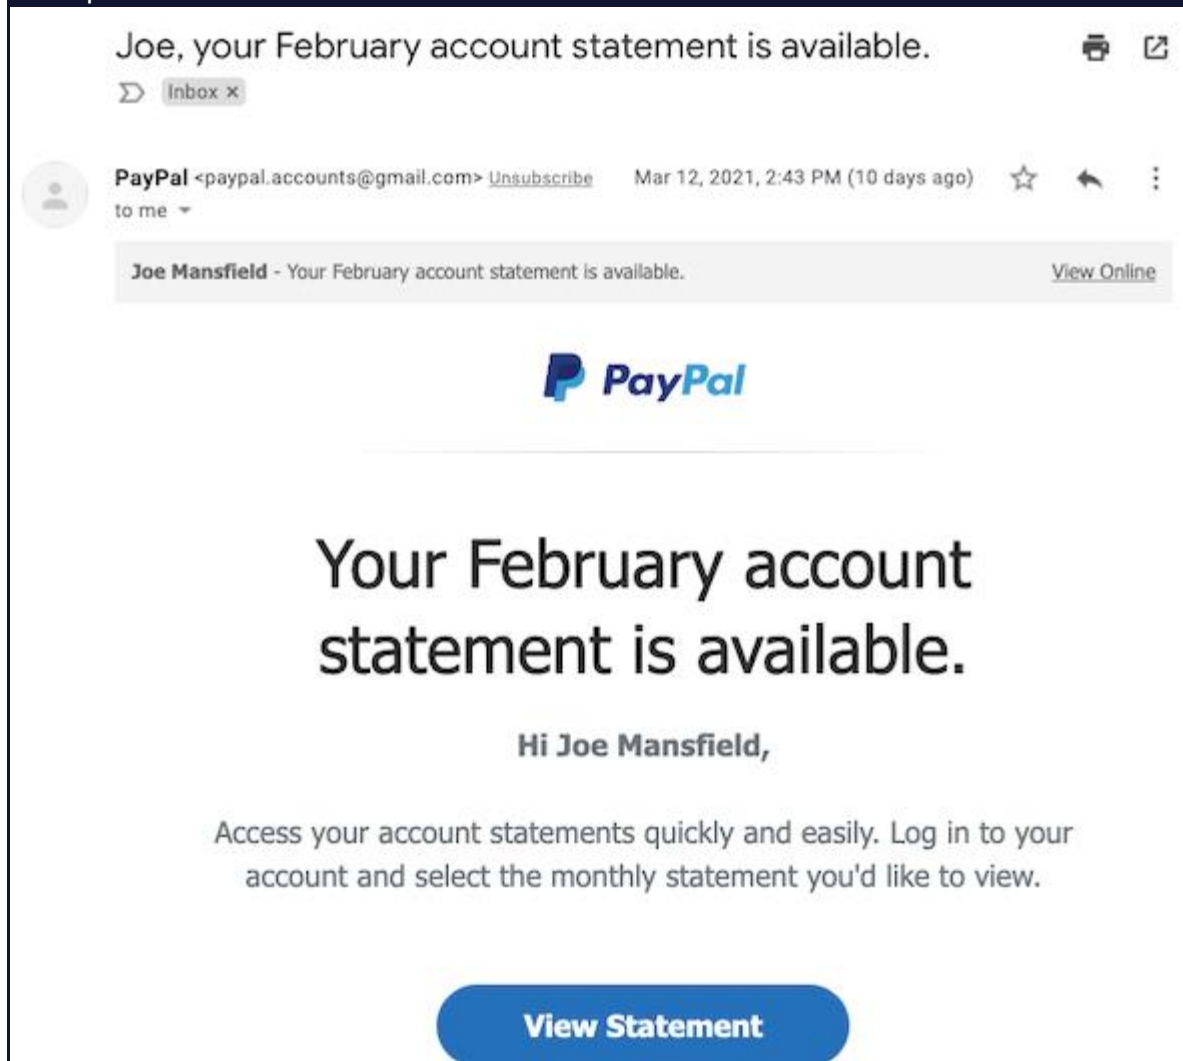 Joe, your February account statement is available.
Inbox ×
PayPal <paypal.accounts@gmail.com> Unsubscribe Mar 12, 2021, 2:43 PM (10 days ago)
to me
Joe Mansfield - Your February account statement is available. View Online
PayPal
Your February account
statement is available.
Hi Joe Mansfield,
Access your account statements quickly and easily. Log in to your
account and select the monthly statement you'd like to view.
View Statement